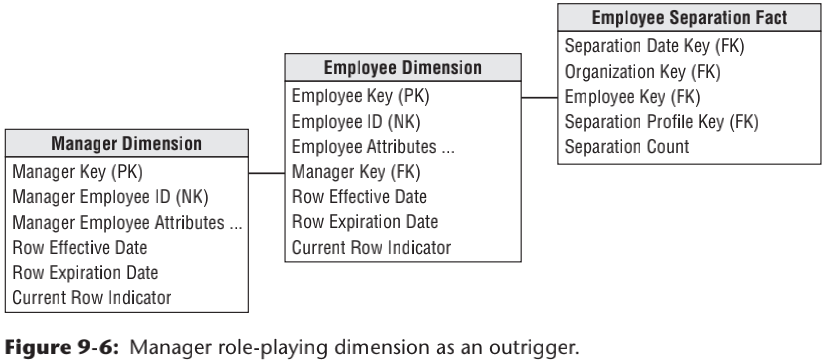 Employee Separation Fact
Separation Date Key (FK)
Organization Key (FK)
Employee Key (FK)
Separation Profile Key (FK)
Separation Count
Employee Dimension
Employee Key (PK)
Employee ID (NK)
Employee Attributes ...
Manager Key (FK)
Row Effective Date
Row Expiration Date
Current Row Indicator
Manager Dimension
Manager Key (PK)
Manager Employee ID (NK)
Manager Employee Attributes ...
Row Effective Date
Row Expiration Date
Current Row Indicator
Figure 9-6: Manager role-playing dimension as an outrigger.